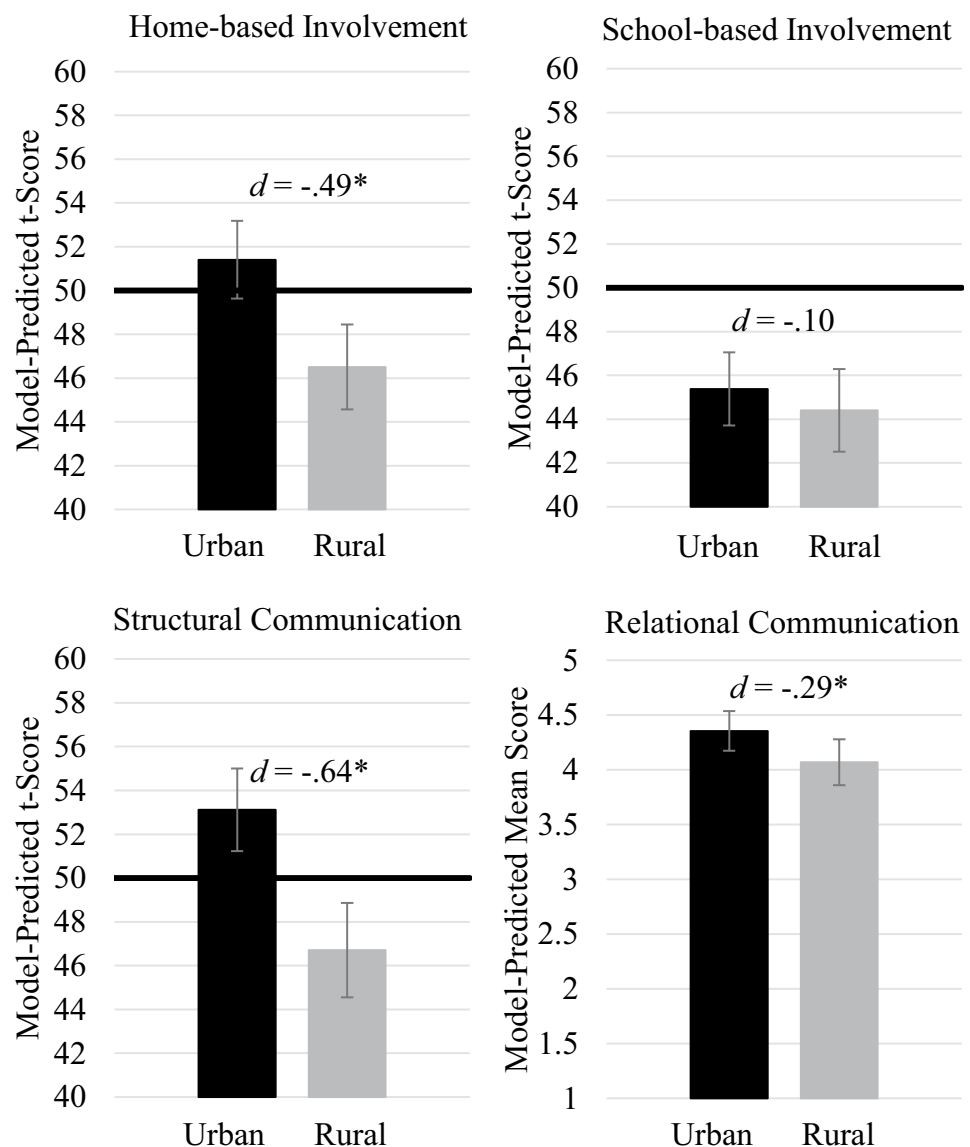 Home-based Involvement
Model-Predicted t-Score
60
58
56
54
52
50
48
46
44
42
40
d = -.49*
Urban Rural
School-based Involvement
Model-Predicted t-Score
60
58
56
54
52
50
48
46
44
42
40
d = -.10
Urban Rural
Structural Communication
Model-Predicted t-Score
60
58
56
54
52
50
48
46
44
42
40
d = -.64*
Urban Rural
Relational Communication
Model-Predicted Mean Score
5
4.5
4
3.5
3
2.5
2
1.5
1
d = -.29*
Urban Rural